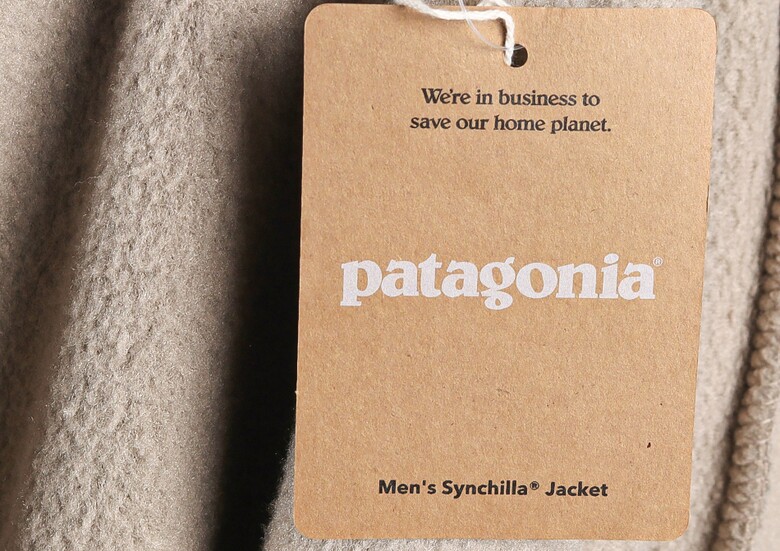 We're in business to
save our home planet.
patagonia®
Men's Synchilla® Jacket